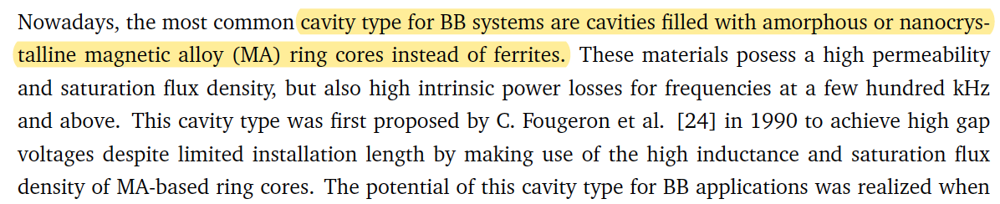 Nowadays, the most common cavity type for BB systems are cavities filled with amorphous or nanocrys-
talline magnetic alloy (MA) ring cores instead of ferrites. These materials posess a high permeability
and saturation flux density, but also high intrinsic power losses for frequencies at a few hundred kHz
and above. This cavity type was first proposed by C. Fougeron et al. [24] in 1990 to achieve high gap
voltages despite limited installation length by making use of the high inductance and saturation flux
density of MA-based ring cores. The potential of this cavity type for BB applications was realized when